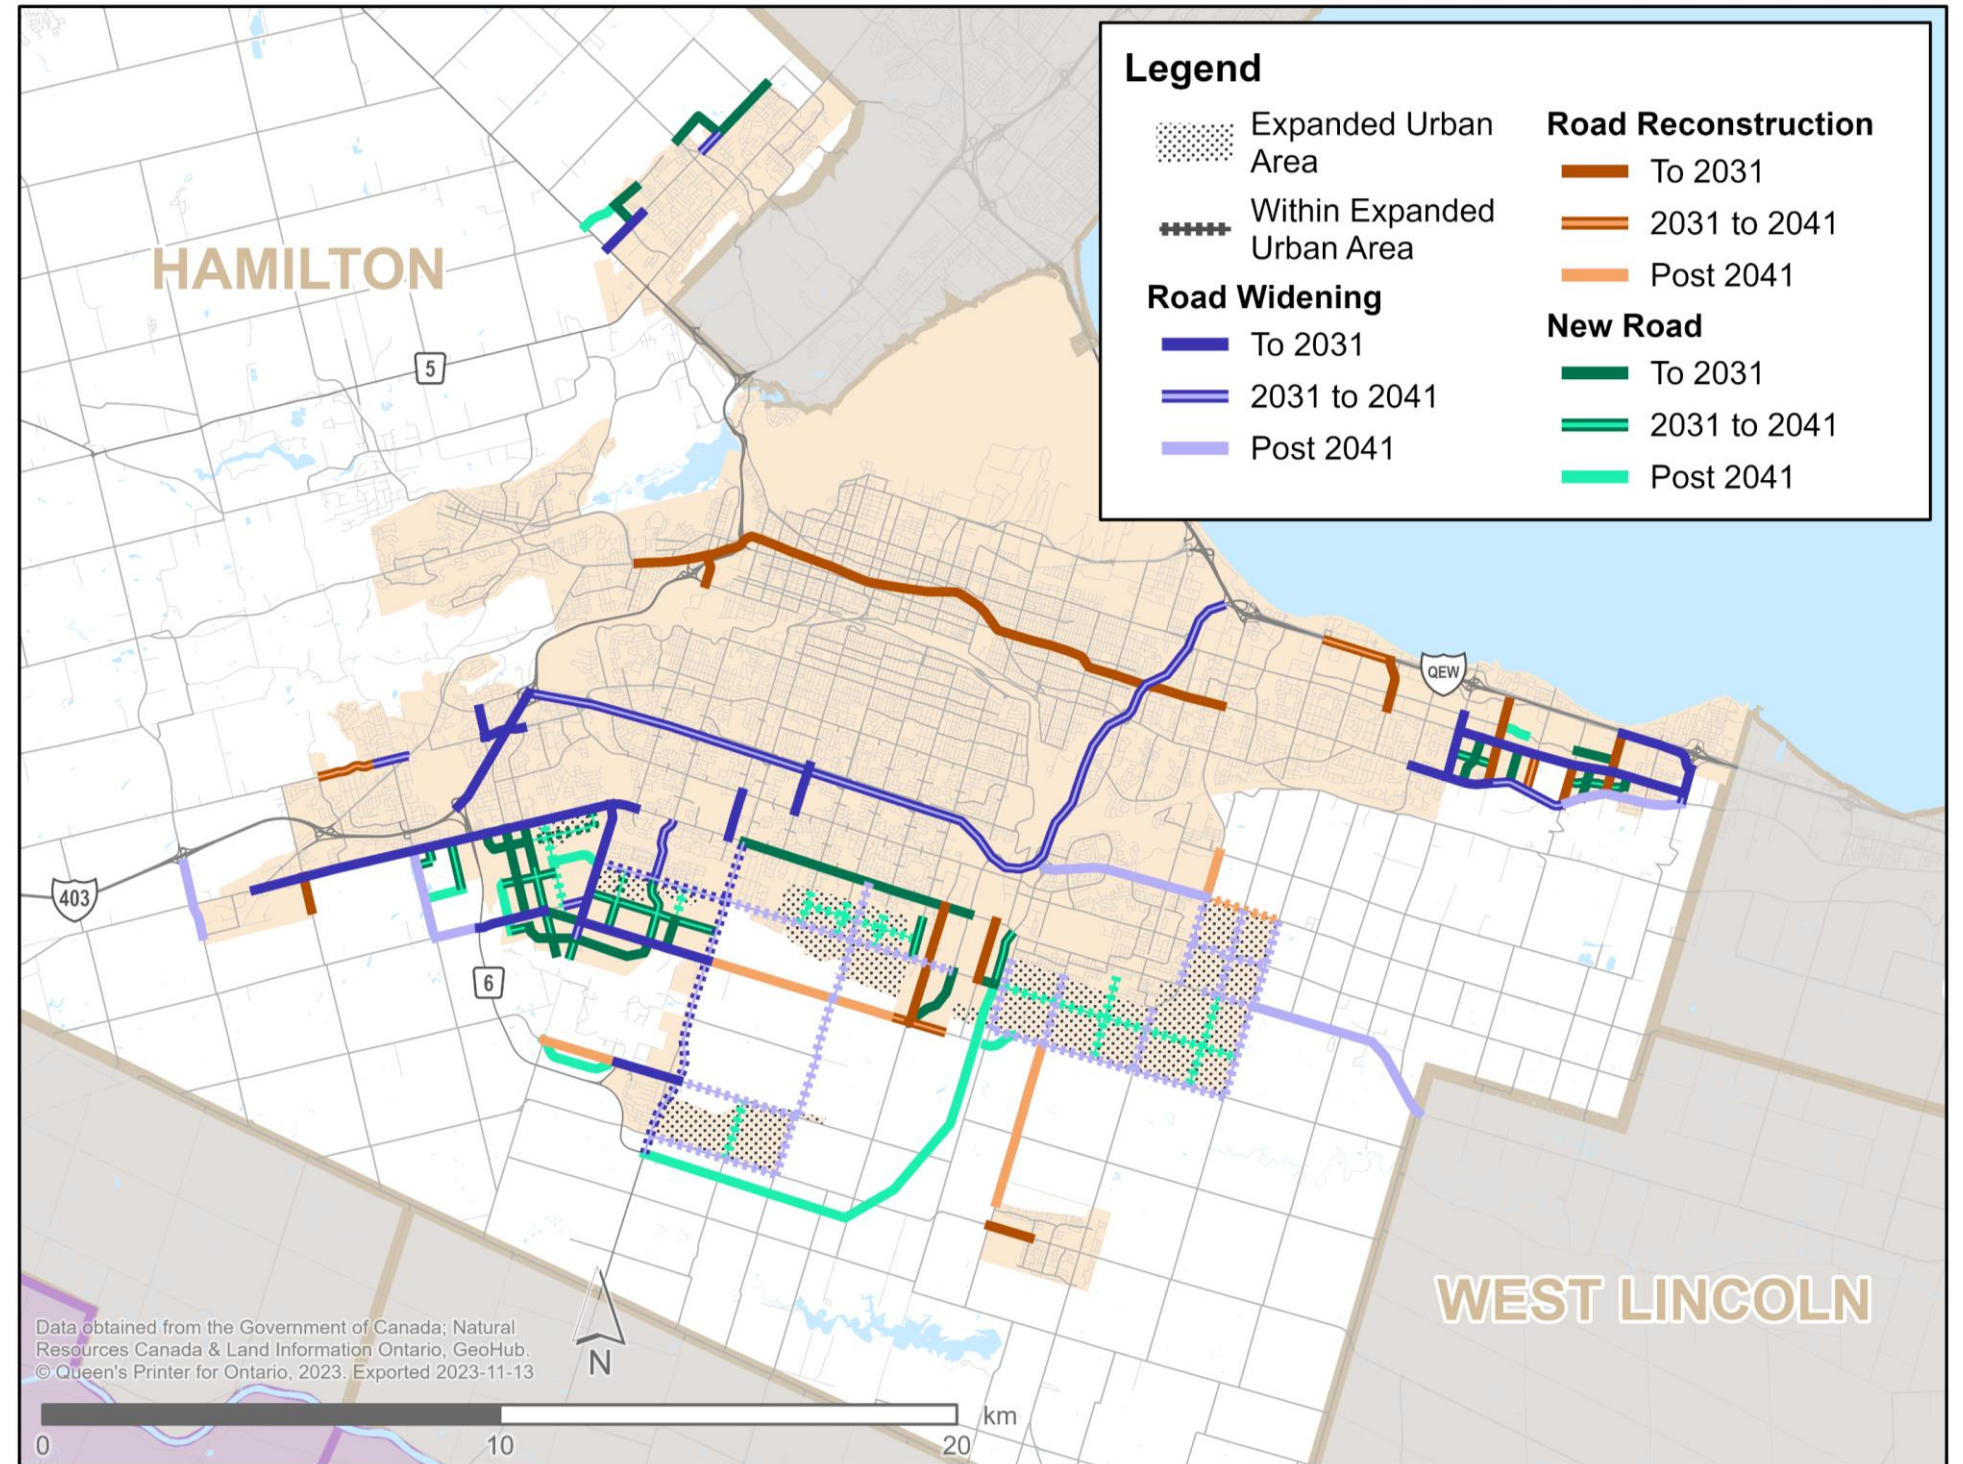 Legend
Expanded Urban
Area
Within Expanded
Urban Area
Road Widening
To 2031
2031 to 2041
Post 2041
Road Reconstruction
To 2031
2031 to 2041
Post 2041
New Road
To 2031
2031 to 2041
Post 2041
HAMILTON
5
QEW
403
6
WEST LINCOLN
Data obtained from the Government of Canada; Natural
Resources Canada & Land Information Ontario, GeoHub.
© Queen's Printer for Ontario, 2023. Exported 2023-11-13
N
km
0 10 20